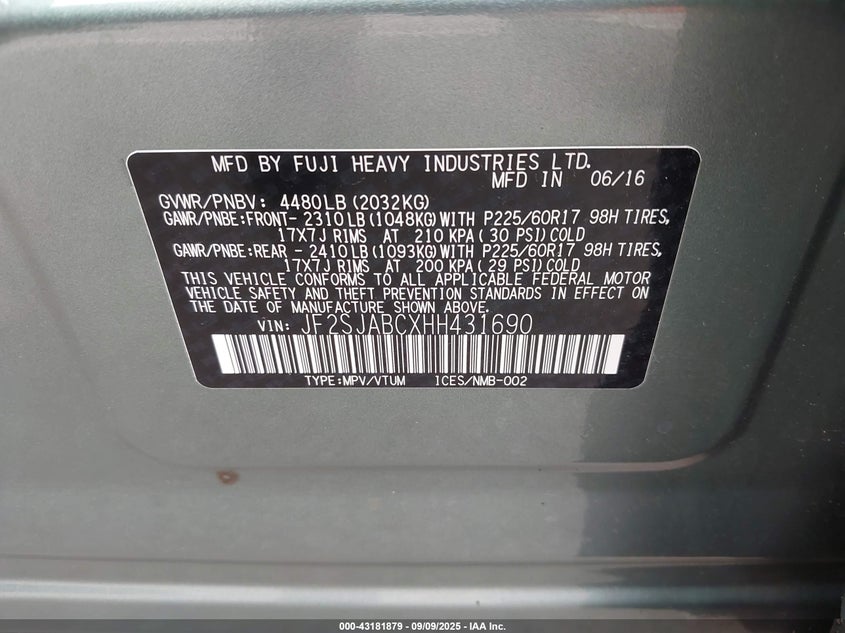 MFD BY FUJI HEAVY INDUSTRIES LTD.
MFD IN 06/16
GVWR/PNBV: 4480LB (2032KG)
GAWR/PNBE:FRONT- 2310LB (1048KG) WITH P225/60R17 98H TIRES,
17X7J RIMS AT 210 KPA ( 30 PSI) COLD
GAWR/PNBE:REAR - 2410LB (1093KG) WITH P225/60R17 98H TIRES,
17X7J RIMS AT 200 KPA ( 29 PSI) COLD
THIS VEHICLE CONFORMS TO ALL APPLICABLE FEDERAL MOTOR
VEHICLE SAFETY AND THEFT PREVENTION STANDARDS IN EFFECT ON
THE DATE OF MANUFACTURE SHOWN ABOVE.
VIN: JF2SJABCXHH431690
TYPE:MPV/VTUM ICES/NMB-002
000-43181879 - 09/09/2025 - IAA Inc.